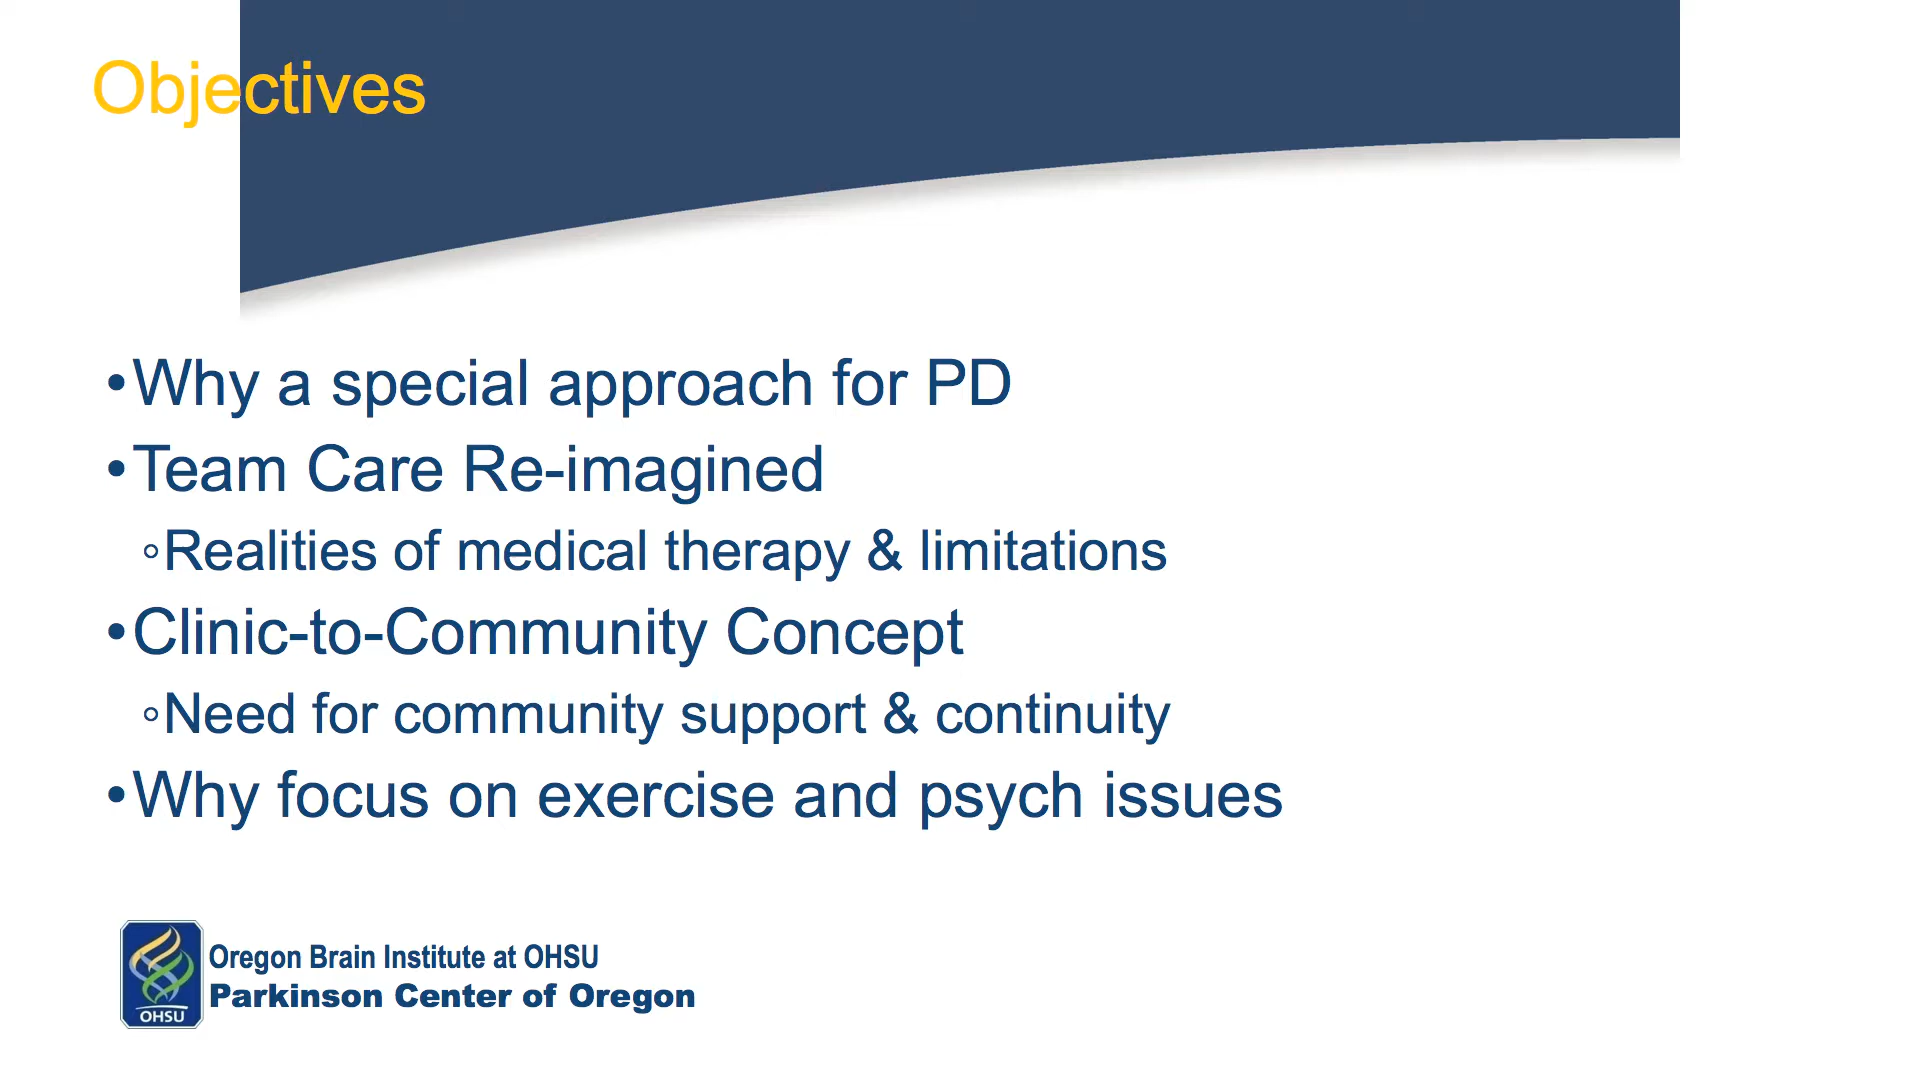 Objectives
•Why a special approach for PD
•Team Care Re-imagined
◦Realities of medical therapy & limitations
•Clinic-to-Community Concept
◦Need for community support & continuity
•Why focus on exercise and psych issues
Oregon Brain Institute at OHSU
Parkinson Center of Oregon
OHSU